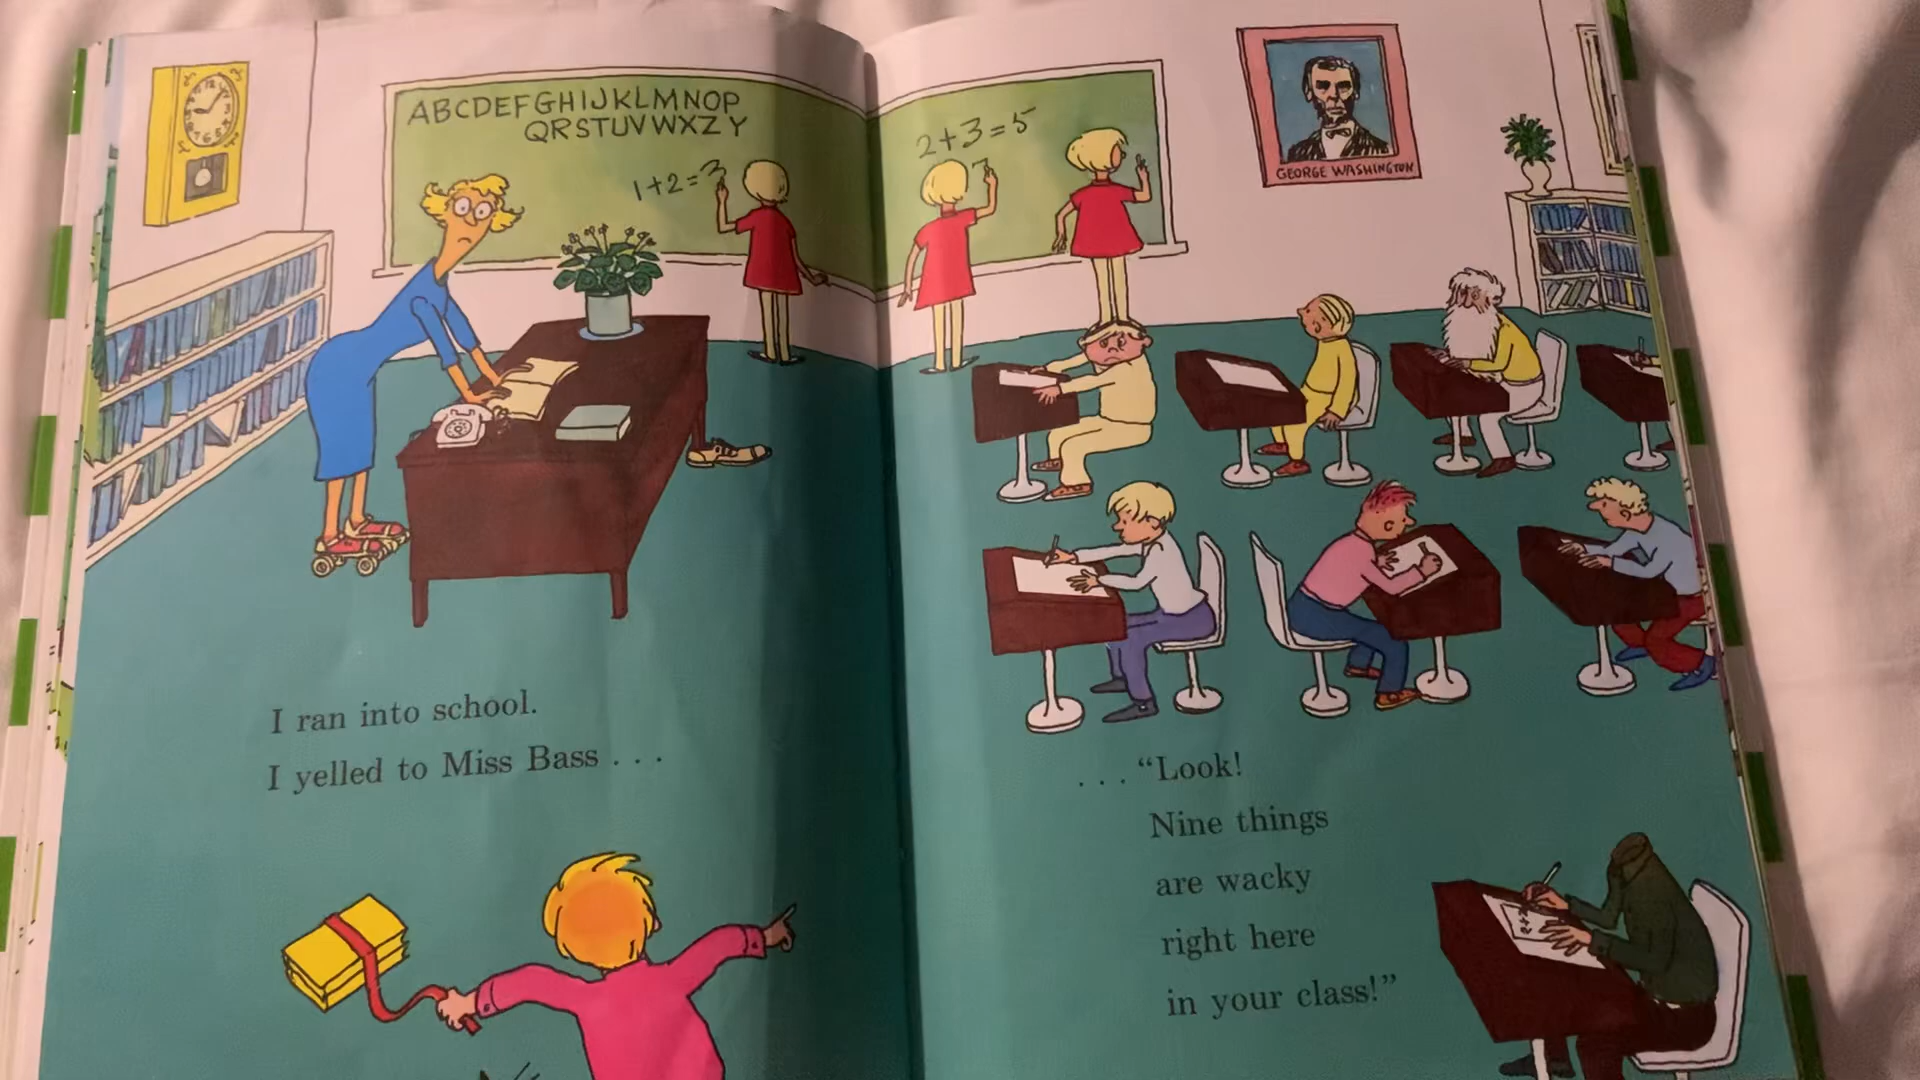 ABCDEFGHIJKLMNOP
QRSTUVWXZY
1+2=3
I ran into school.
I yelled to Miss Bass . . .
2+3=5
GEORGE WASHINGTON
. . . “Look!
Nine things
are wacky
right here
in your class!”